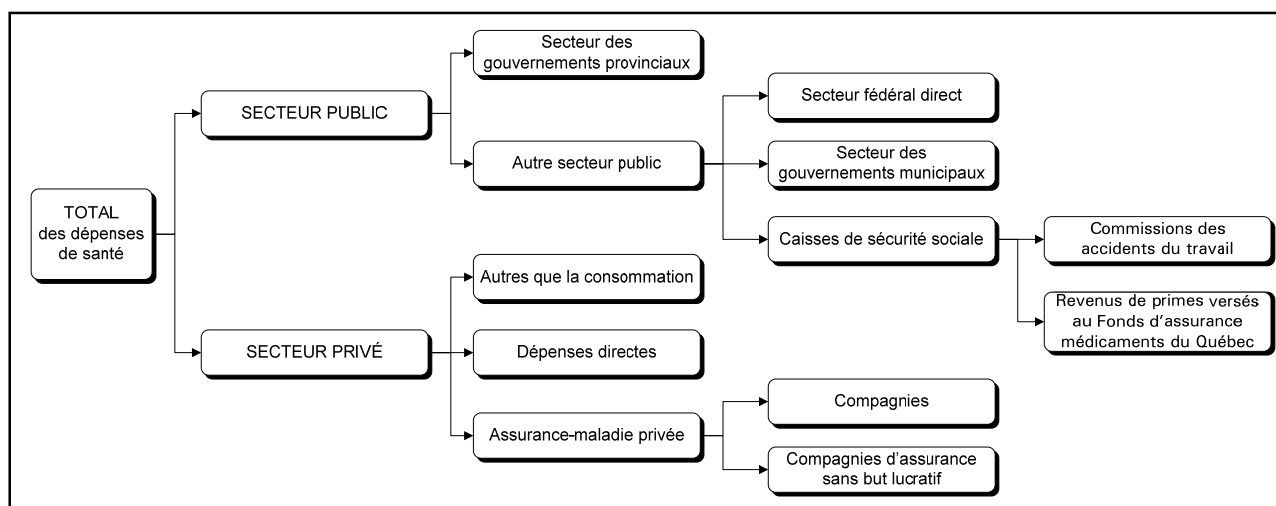 Secteur des
gouvernements provinciaux
Secteur fédéral direct
SECTEUR PUBLIC
Autre secteur public
Secteur des
gouvernements municipaux
TOTAL
des dépenses
de santé
Caisses de sécurité sociale
Commissions des
accidents du travail
Autres que la consommation
Revenus de primes versés
au Fonds d'assurance
médicaments du Québec
SECTEUR PRIVÉ
Dépenses directes
Compagnies
Assurance-maladie privée
Compagnies d'assurance
sans but lucratif